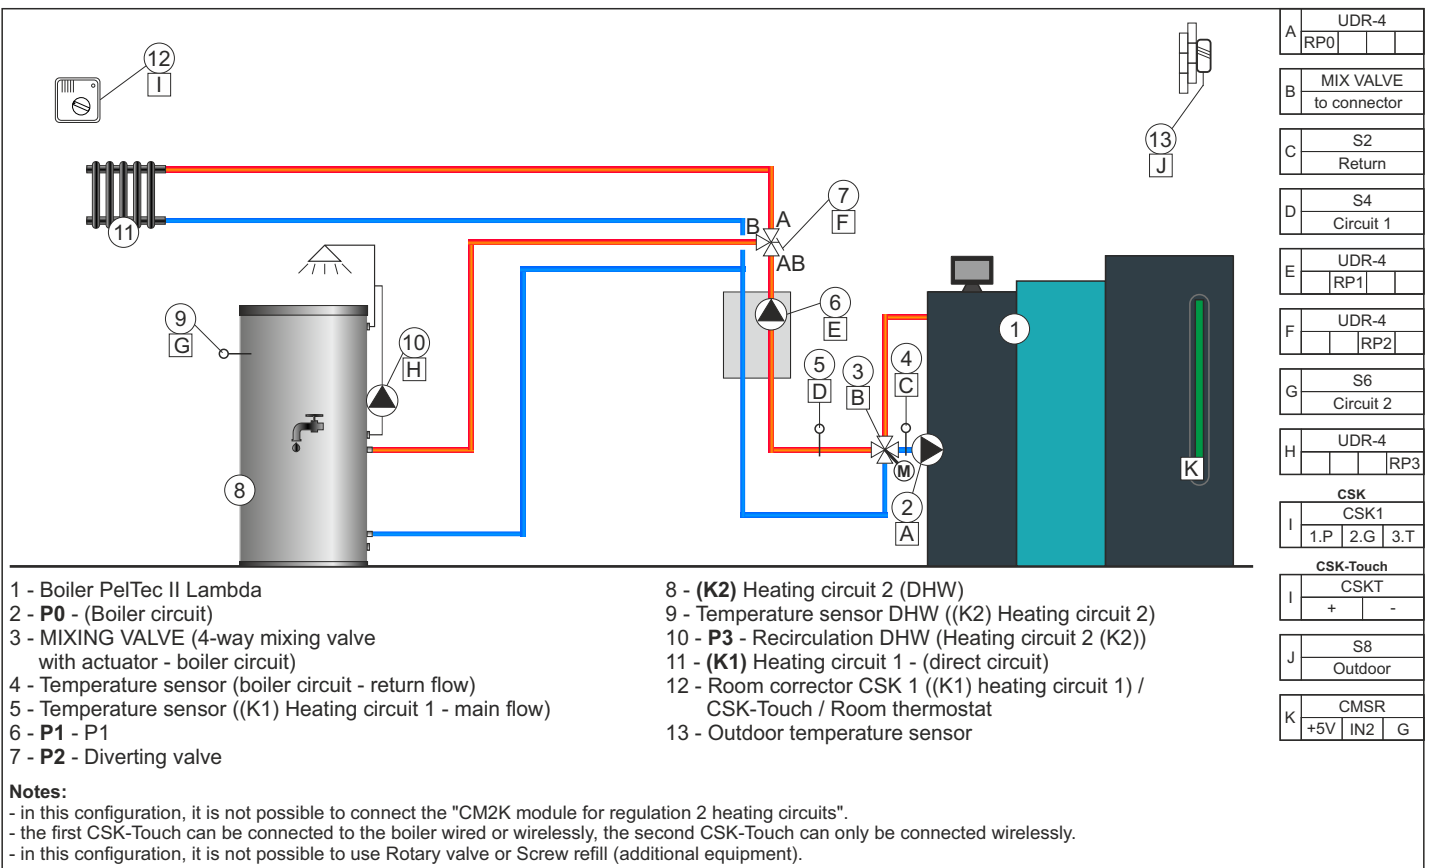 12
I
13
J
11
7
F
B
A
AB
9
G
10
H
6
E
5
D
3
B
4
C
1
M
2
A
8
K
A
UDR-4
RP0
B
MIX VALVE
to connector
C
S2
Return
D
S4
Circuit 1
E
UDR-4
RP1
F
UDR-4
RP2
G
S6
Circuit 2
H
UDR-4
RP3
CSK
I
CSK1
1.P 2.G 3.T
CSK-Touch
I
CSKT
+ -
J
S8
Outdoor
K
CMSR
+5V IN2 G
1 - Boiler PelTec II Lambda
2 - P0 - (Boiler circuit)
3 - MIXING VALVE (4-way mixing valve
with actuator - boiler circuit)
4 - Temperature sensor (boiler circuit - return flow)
5 - Temperature sensor ((K1) Heating circuit 1 - main flow)
6 - P1 - P1
7 - P2 - Diverting valve
8 - (K2) Heating circuit 2 (DHW)
9 - Temperature sensor DHW ((K2) Heating circuit 2)
10 - P3 - Recirculation DHW (Heating circuit 2 (K2))
11 - (K1) Heating circuit 1 - (direct circuit)
12 - Room corrector CSK 1 ((K1) heating circuit 1) /
CSK-Touch / Room thermostat
13 - Outdoor temperature sensor
Notes:
- in this configuration, it is not possible to connect the "CM2K module for regulation 2 heating circuits".
- the first CSK-Touch can be connected to the boiler wired or wirelessly, the second CSK-Touch can only be connected wirelessly.
- in this configuration, it is not possible to use Rotary valve or Screw refill (additional equipment).